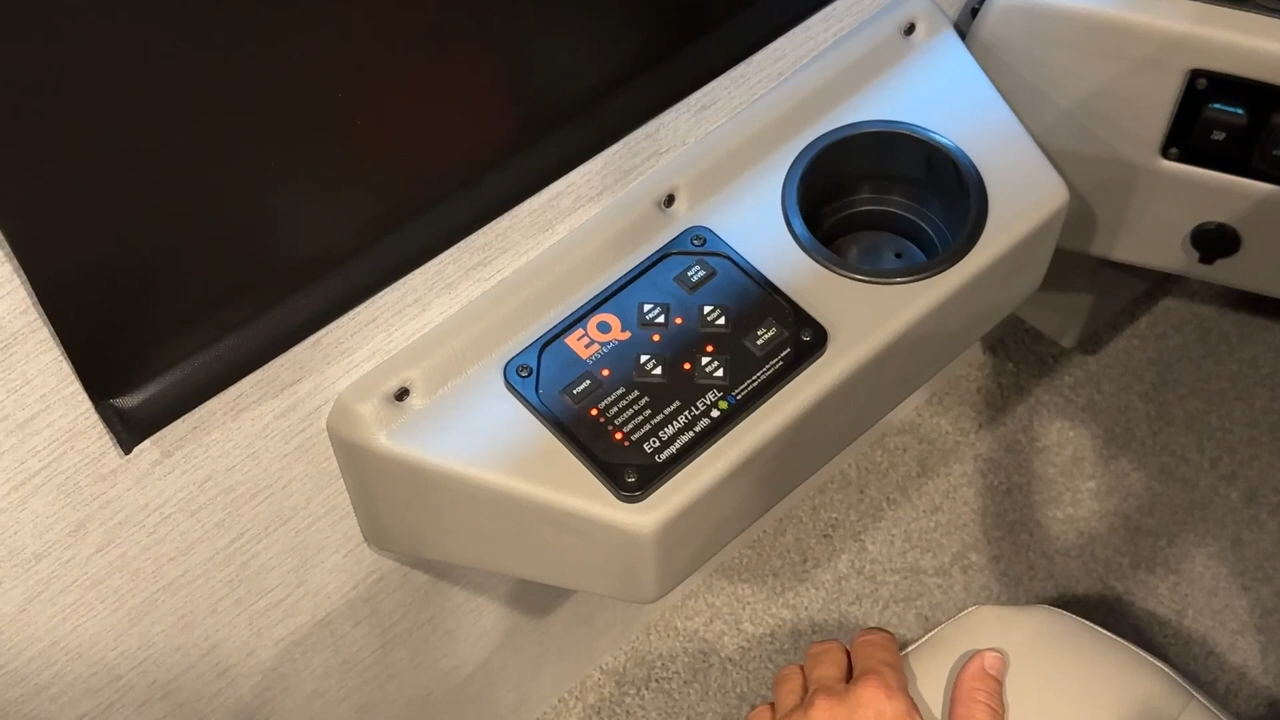 AUTO
LEVEL
EQ
SYSTEMS
FRONT
RIGHT
ALL
RETRACT
LEFT
REAR
POWER
OPERATING
LOW VOLTAGE
EXCESS SLOPE
IGNITION ON
ENGAGE PARK BRAKE
EQ SMART-LEVEL
Compatible with